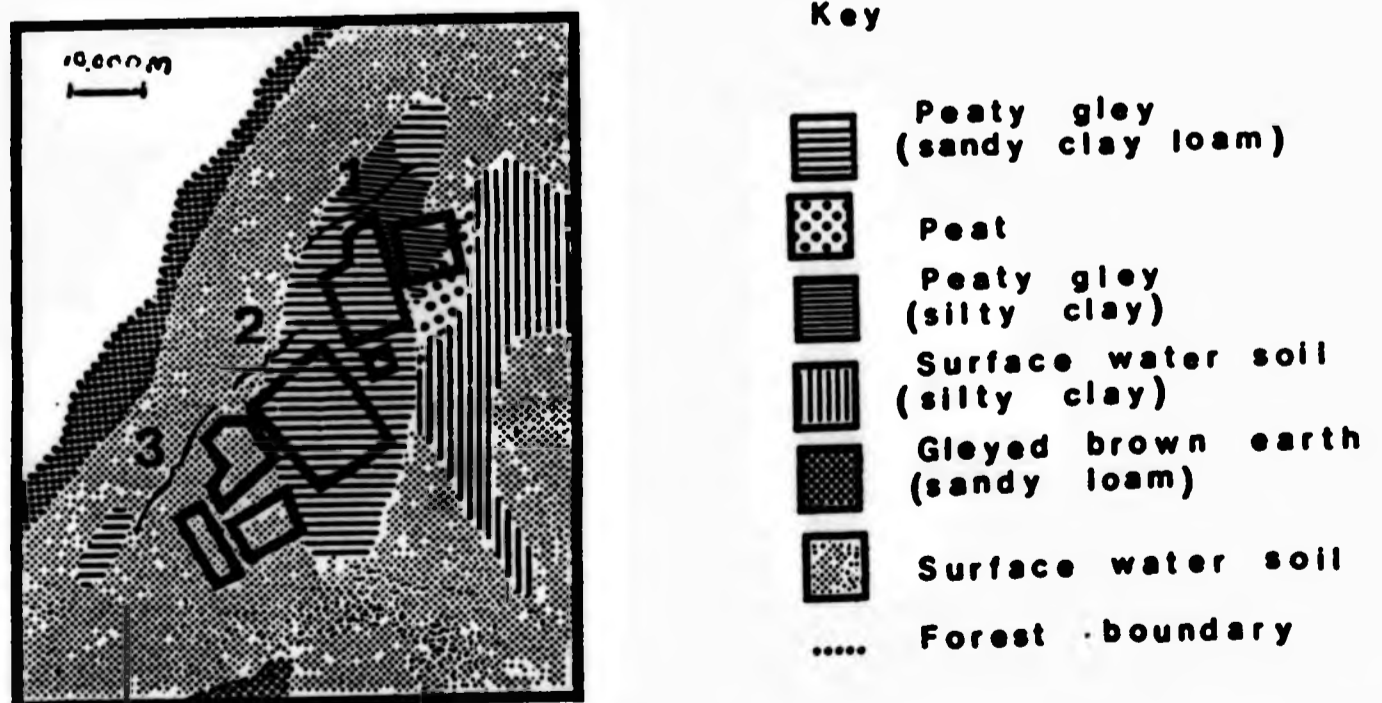 Key
10,000M
1
2
3
Peaty gley
(sandy clay loam)
Peat
Peaty gley
(silty clay)
Surface water soil
(silty clay)
Gleyed brown earth
(sandy loam)
Surface water soil
Forest boundary